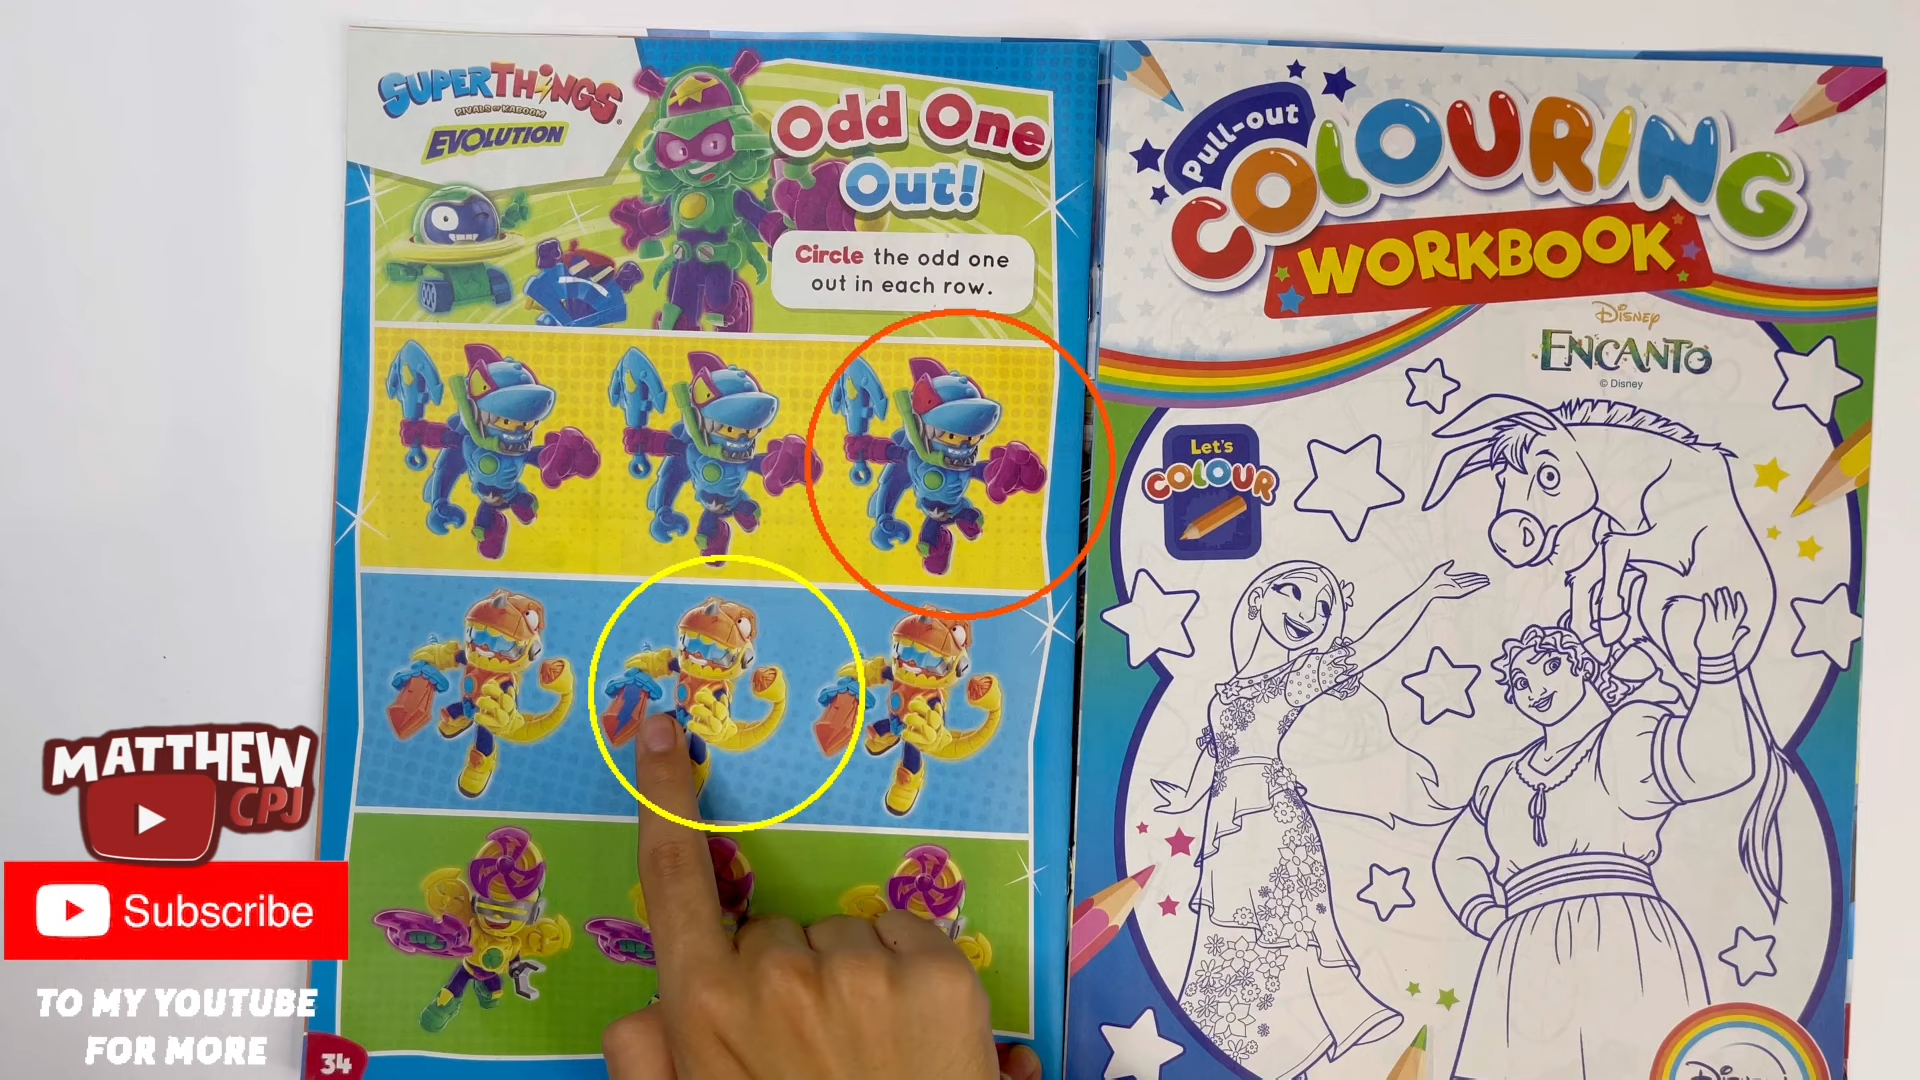 SUPERTHINGS
RIVALS OF KABOOM
EVOLUTION
Odd One
Out!
Circle the odd one
out in each row.
34
Pull-out
COLOURING
WORKBOOK
Disney
ENCANTO
© Disney
Let's
COLOUR
Disney
MATTHEW
CPJ
Subscribe
TO MY YOUTUBE
FOR MORE